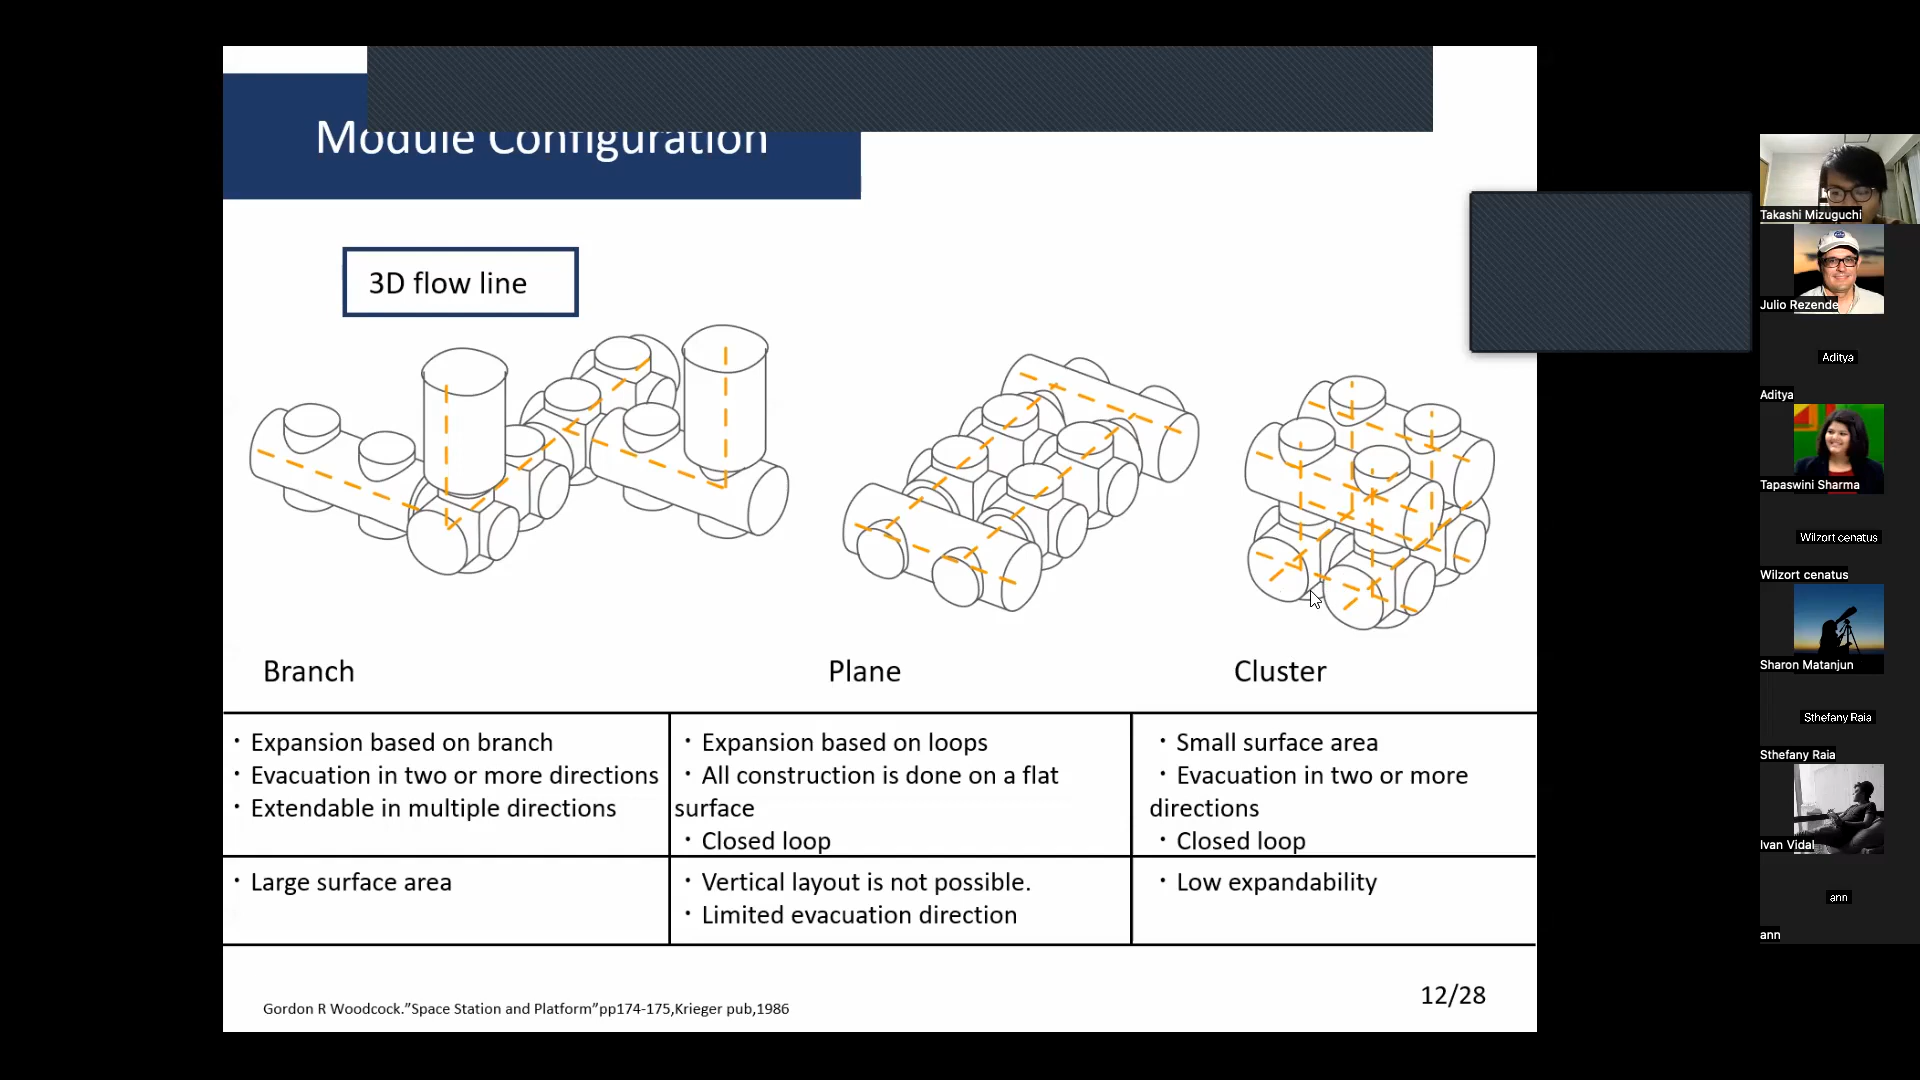 Module Configuration
3D flow line
Branch
Plane
Cluster
・Expansion based on branch
・Evacuation in two or more directions
・Extendable in multiple directions
・Expansion based on loops
・All construction is done on a flat
surface
・Closed loop
・Small surface area
・Evacuation in two or more
directions
・Closed loop
・Large surface area
・Vertical layout is not possible.
・Limited evacuation direction
・Low expandability
Gordon R Woodcock.”Space Station and Platform”pp174-175,Krieger pub,1986
12/28
Takashi Mizuguchi
Julio Rezende
Aditya
Aditya
Tapaswini Sharma
Wilzort cenatus
Wilzort cenatus
Sharon Matanjun
Sthefany Raia
Sthefany Raia
Ivan Vidal
ann
ann